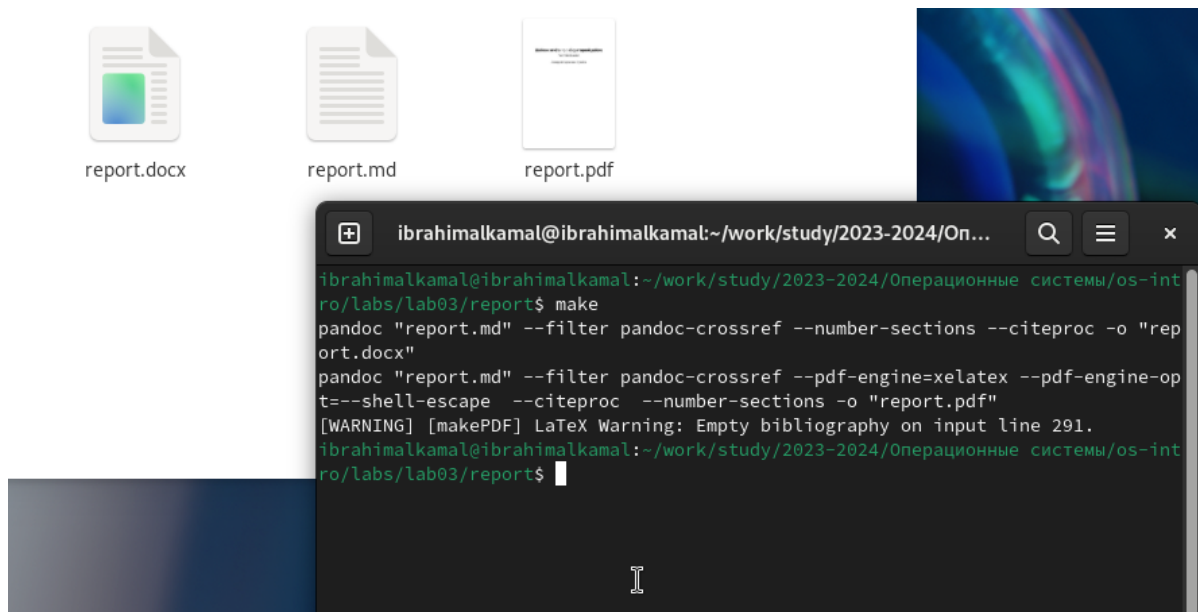 report.docx report.md report.pdf
ibrahimalkamal@ibrahimalkamal:~/work/study/2023-2024/Оп...
ibrahimalkamal@ibrahimalkamal:~/work/study/2023-2024/Операционные системы/os-int
ro/labs/lab03/report$ make
pandoc "report.md" --filter pandoc-crossref --number-sections --citeproc -o "rep
ort.docx"
pandoc "report.md" --filter pandoc-crossref --pdf-engine=xelatex --pdf-engine-op
t=--shell-escape  --citeproc  --number-sections -o "report.pdf"
[WARNING] [makePDF] LaTeX Warning: Empty bibliography on input line 291.
ibrahimalkamal@ibrahimalkamal:~/work/study/2023-2024/Операционные системы/os-int
ro/labs/lab03/report$